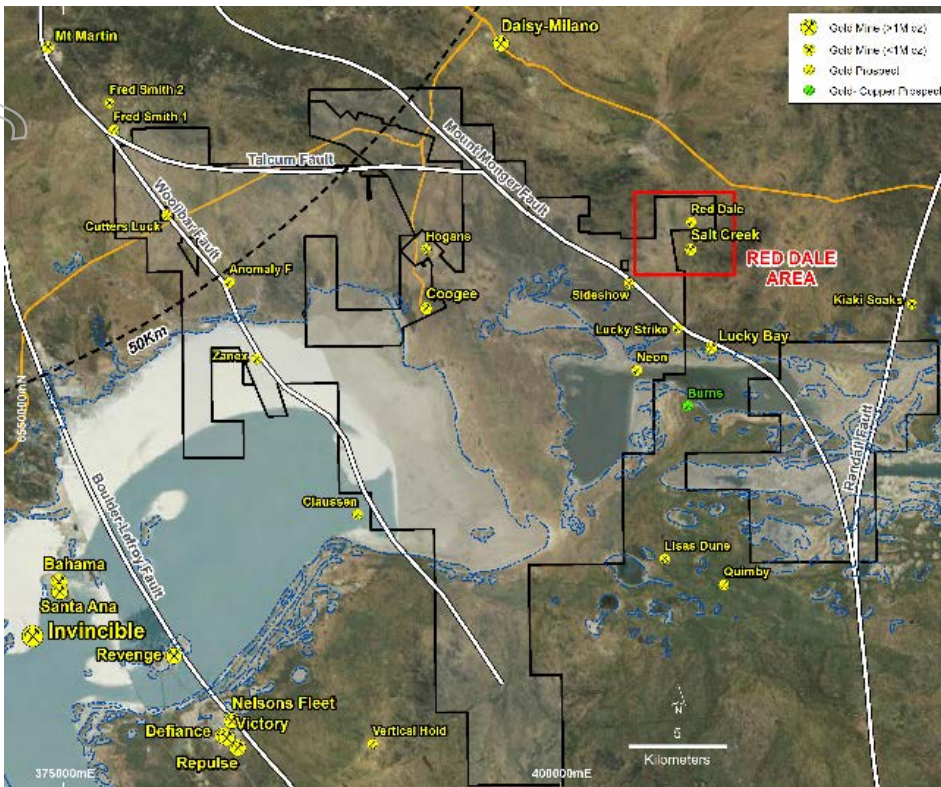 Mt Martin
Daisy-Milano
Gold Mine (>1M oz)
Gold Mine (<1M oz)
Gold Prospect
Gold- Copper Prospect
Fred Smith 2
Fred Smith 1
Talcum Fault
Mount Monger Fault
Woolibar Fault
Cutters Luck
Hogans
Red Dale
Salt Creek
RED DALE
AREA
Anomaly F
Coogee
Sideshow
Kiaki Soaks
50Km
Lucky Strike
Lucky Bay
Zanex
Neon
Burns
6550000mN
Randall Fault
Boulder-Lefroy Fault
Claussen
Lisas Dune
Quimby
Bahama
Santa Ana
Invincible
Revenge
Nelsons Fleet
Victory
Defiance
Repulse
Vertical Hold
N
5
Kilometers
375000mE
400000mE